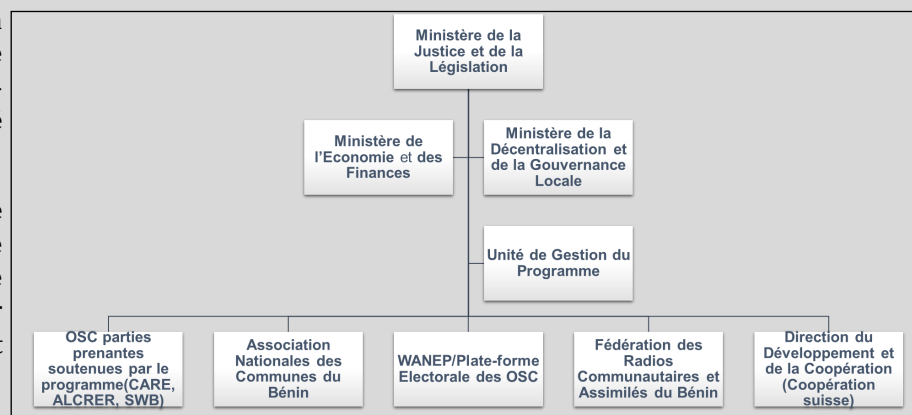 Ministère de la
Justice et de la
Législation
Ministère de
l'Economie et des
Finances
Ministère de la
Décentralisation et
de la Gouvernance
Locale
Unité de Gestion du
Programme
OSC parties
prenantes
soutenues par le
programme(CARE,
ALCRER, SWB)
Association
Nationales des
Communes du
Bénin
WANEP/Plate-forme
Electorale des OSC
Fédération des
Radios
Communautaires et
Assimilés du Bénin
Direction du
Développement et
de la Coopération
(Coopération
suisse)